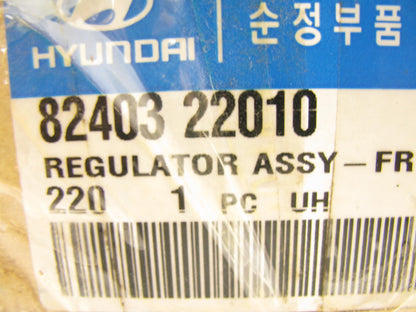 HYUNDAI 순정부품
82403 22010
REGULATOR ASSY-FR
220 1 PC UH